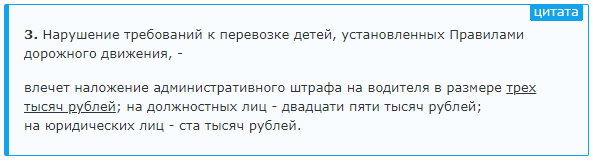 цитата
3. Нарушение требований к перевозке детей, установленных Правилами
дорожного движения, -
влечет наложение административного штрафа на водителя в размере трех
тысяч рублей; на должностных лиц - двадцати пяти тысяч рублей;
на юридических лиц - ста тысяч рублей.